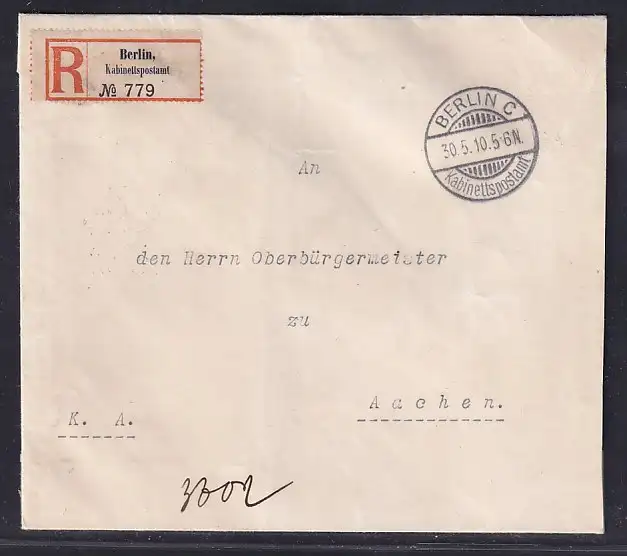 R
Berlin,
Kabinettspostamt
№ 779
BERLIN C
30.5.10.5-6N.
Kabinettspostamt
An
den Herrn Oberbürgermeister
zu
Aachen.
K. A.